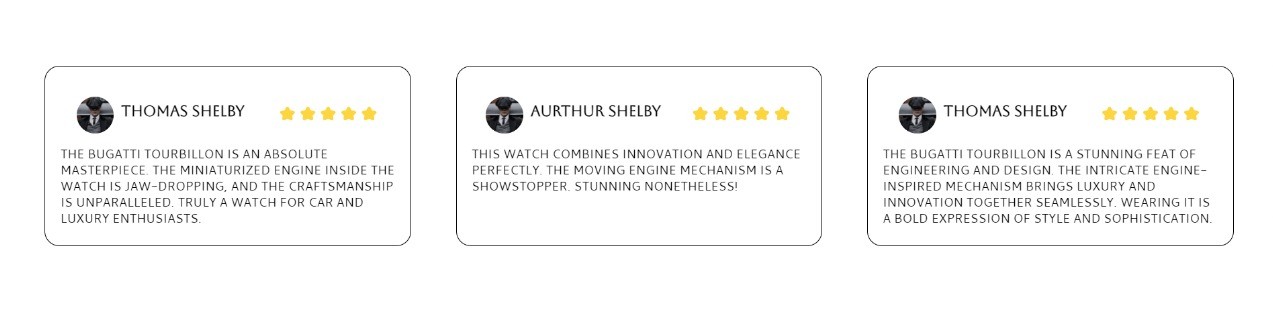 THOMAS SHELBY
THE BUGATTI TOURBILLON IS AN ABSOLUTE
MASTERPIECE. THE MINIATURIZED ENGINE INSIDE THE
WATCH IS JAW-DROPPING, AND THE CRAFTSMANSHIP
IS UNPARALLELED. TRULY A WATCH FOR CAR AND
LUXURY ENTHUSIASTS.
AURTHUR SHELBY
THIS WATCH COMBINES INNOVATION AND ELEGANCE
PERFECTLY. THE MOVING ENGINE MECHANISM IS A
SHOWSTOPPER. STUNNING NONETHELESS!
THOMAS SHELBY
THE BUGATTI TOURBILLON IS A STUNNING FEAT OF
ENGINEERING AND DESIGN. THE INTRICATE ENGINE-
INSPIRED MECHANISM BRINGS LUXURY AND
INNOVATION TOGETHER SEAMLESSLY. WEARING IT IS
A BOLD EXPRESSION OF STYLE AND SOPHISTICATION.